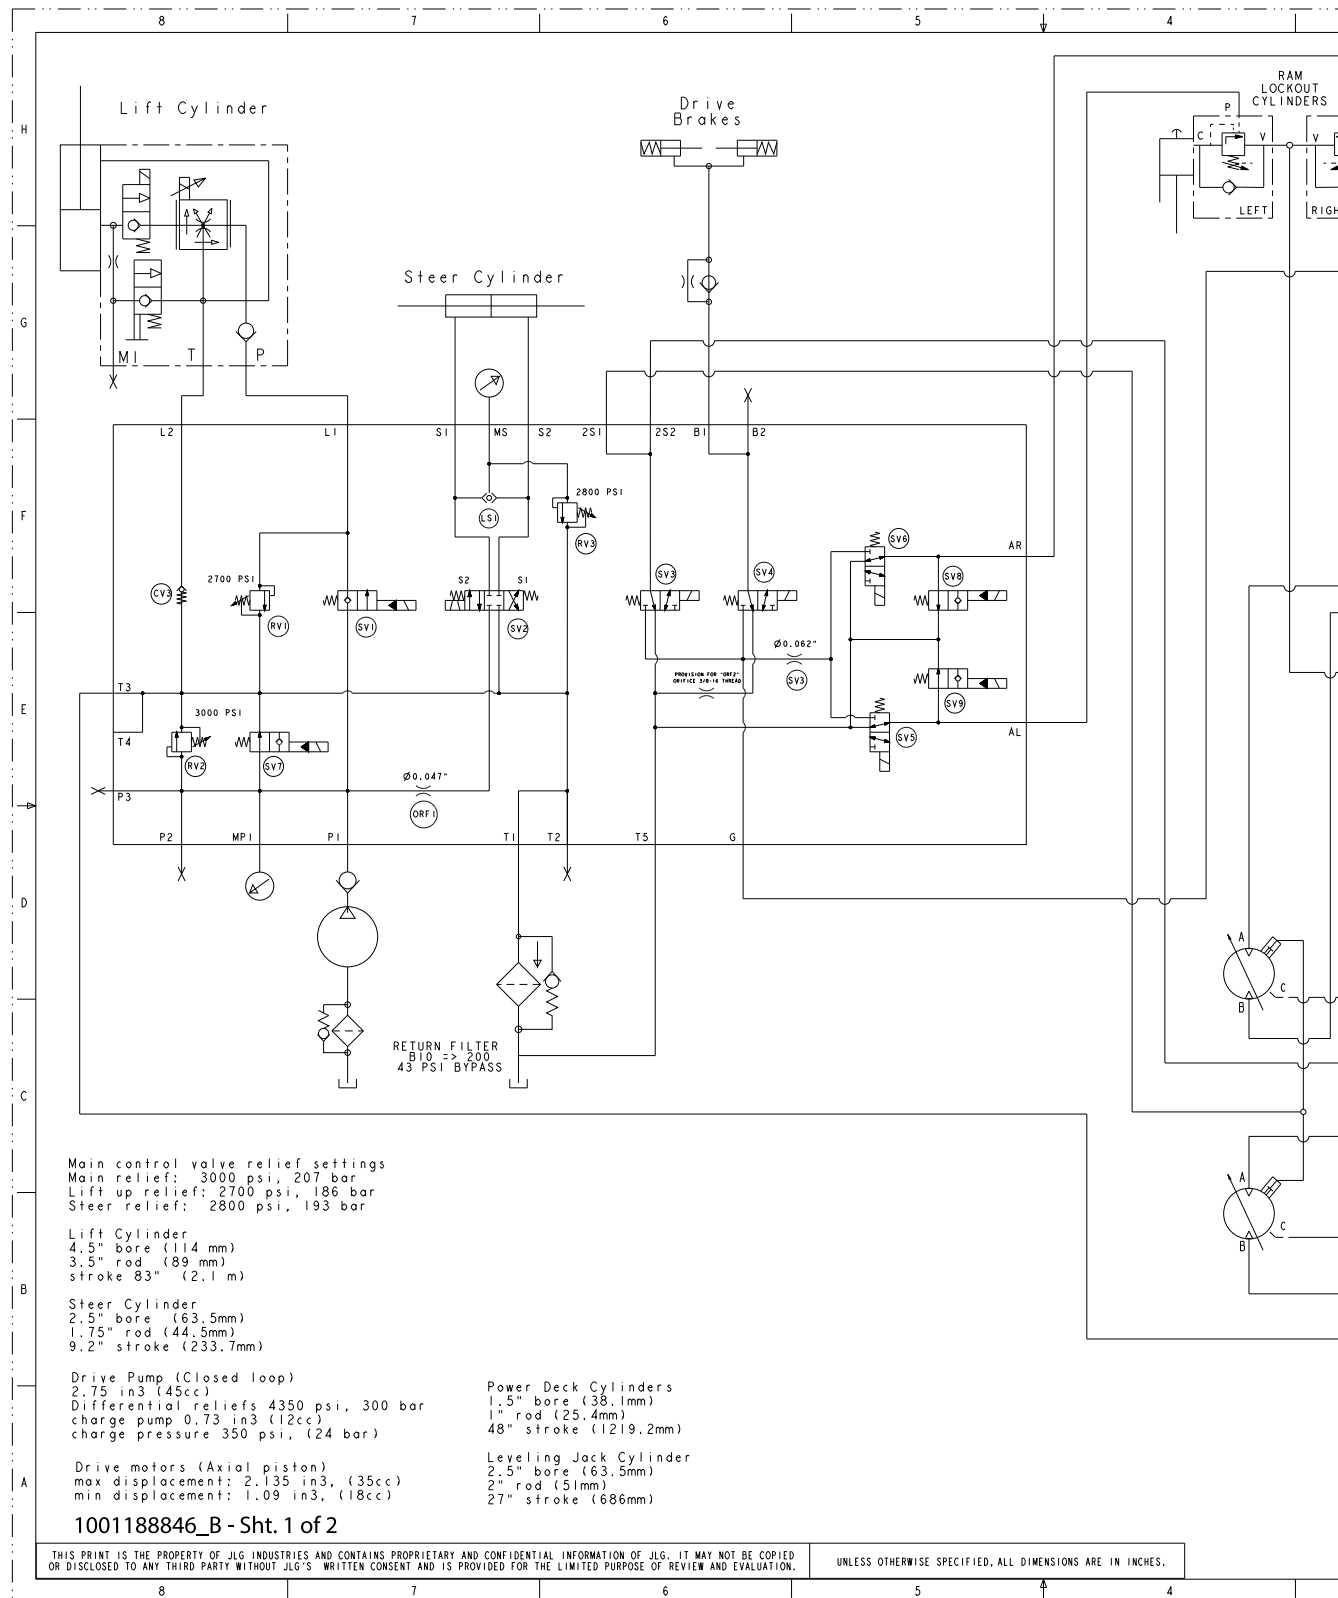 8 7 6 5 4
H
G
F
E
D
C
B
A
Lift Cylinder
Drive
Brakes
RAM
LOCKOUT
CYLINDERS
P
C V
V
LEFT
RIGH
Steer Cylinder
M1 T P
L2 L1 S1 MS S2 2S1 2S2 B1 B2
2800 PSI
LS1
RV3
SV6
AR
CV3
2700 PSI
RV1
SV1
S2 S1
SV2
SV3
SV4
SV8
Ø0.062"
SV3
PROVISION FOR "ORF2"
ORIFICE 3/8-16 THREAD
SV9
SV5
AL
T3
T4
3000 PSI
RV2
SV7
P3
Ø0.047"
ORF1
P2 MP1 P1 T1 T2 T5 G
A
B
C
RETURN FILTER
B10 => 200
43 PSI BYPASS
A
B
C
Main control valve relief settings
Main relief: 3000 psi, 207 bar
Lift up relief: 2700 psi, 186 bar
Steer relief: 2800 psi, 193 bar
Lift Cylinder
4.5" bore (114 mm)
3.5" rod (89 mm)
stroke 83" (2.1 m)
Steer Cylinder
2.5" bore (63.5mm)
1.75" rod (44.5mm)
9.2" stroke (233.7mm)
Drive Pump (Closed loop)
2.75 in3 (45cc)
Differential reliefs 4350 psi, 300 bar
charge pump 0.73 in3 (12cc)
charge pressure 350 psi, (24 bar)
Drive motors (Axial piston)
max displacement: 2.135 in3, (35cc)
min displacement: 1.09 in3, (18cc)
Power Deck Cylinders
1.5" bore (38.1mm)
1" rod (25.4mm)
48" stroke (1219.2mm)
Leveling Jack Cylinder
2.5" bore (63.5mm)
2" rod (51mm)
27" stroke (686mm)
1001188846_B - Sht. 1 of 2
THIS PRINT IS THE PROPERTY OF JLG INDUSTRIES AND CONTAINS PROPRIETARY AND CONFIDENTIAL INFORMATION OF JLG. IT MAY NOT BE COPIED
OR DISCLOSED TO ANY THIRD PARTY WITHOUT JLG'S WRITTEN CONSENT AND IS PROVIDED FOR THE LIMITED PURPOSE OF REVIEW AND EVALUATION.
UNLESS OTHERWISE SPECIFIED, ALL DIMENSIONS ARE IN INCHES.
8 7 6 5 4